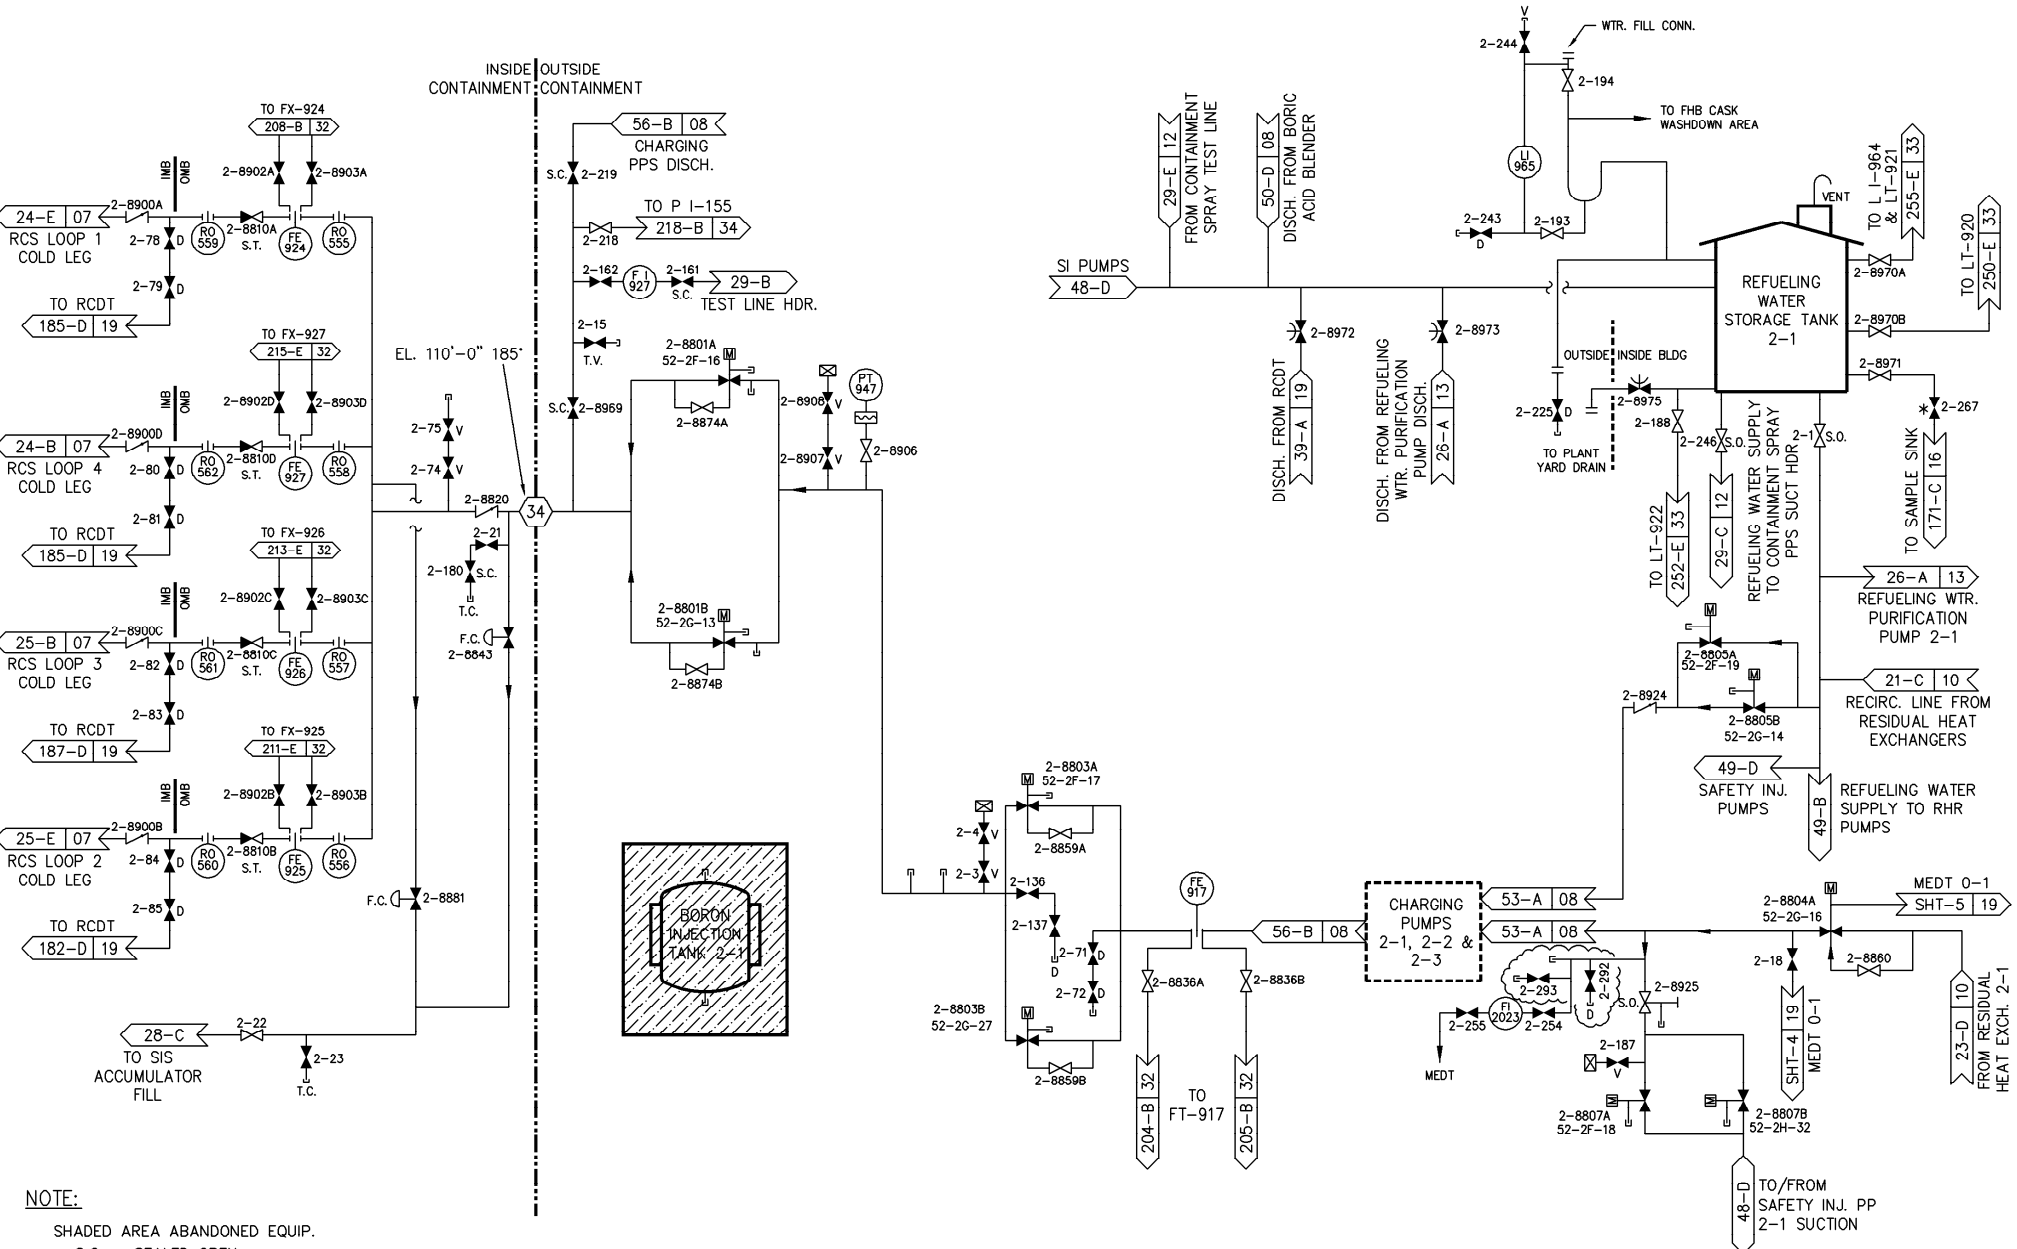 INSIDE OUTSIDE
CONTAINMENT CONTAINMENT
TO FX-924
208-B 32
2-8902A
2-8903A
IMB
OMB
2-8900A
24-E 07
RCS LOOP 1
COLD LEG
2-78 D
RO
559
2-8810A
S.T.
FE
924
RO
555
2-79 D
TO RCDT
185-D 19
TO FX-927
215-E 32
2-8902D
2-8903D
2-8900D
24-B 07
RCS LOOP 4
COLD LEG
2-80 D
RO
562
2-8810D
S.T.
FE
927
RO
558
2-81 D
TO RCDT
185-D 19
TO FX-926
213-E 32
2-8902C
2-8903C
IMB
OMB
2-8900C
25-B 07
RCS LOOP 3
COLD LEG
2-82 D
RO
561
2-8810C
S.T.
FE
926
RO
557
2-83 D
TO RCDT
187-D 19
TO FX-925
211-E 32
2-8902B
2-8903B
IMB
OMB
2-8900B
25-E 07
RCS LOOP 2
COLD LEG
2-84 D
RO
560
2-8810B
S.T.
FE
925
RO
556
2-85 D
TO RCDT
182-D 19
28-C
TO SIS
ACCUMULATOR
FILL
2-22
2-23
T.C.
F.C. 2-8881
EL. 110'-0" 185°
2-75 V
2-74 V
2-8820
34
2-21
2-180 S.C.
T.C.
F.C.
2-8843
56-B 08
CHARGING
PPS DISCH.
S.C. 2-219
TO P I-155
218-B 34
2-218
2-162
F I
927
2-161
S.C.
29-B
TEST LINE HDR.
2-15
T.V.
S.C. 2-8969
2-8801A
52-2F-16
M
2-8874A
2-8801B
52-2G-13
M
2-8874B
2-8908 V
2-8907 V
PT
947
2-8906
BORON
INJECTION
TANK 2-1
2-8803A
52-2F-17
M
2-8859A
2-4 V
2-3 V
2-136
2-137
D
2-71 D
2-72 D
2-8803B
52-2G-27
M
2-8859B
FE
917
2-8836A
2-8836B
204-B 32
TO
FT-917
205-B 32
56-B 08
CHARGING
PUMPS
2-1, 2-2 &
2-3
53-A 08
53-A 08
SI PUMPS
48-D
29-E 12
FROM CONTAINMENT
SPRAY TEST LINE
50-D 08
DISCH. FROM BORIC
ACID BLENDER
2-8972
DISCH. FROM RCDT
39-A 19
2-8973
DISCH. FROM REFUELING
WTR. PURIFICATION
PUMP DISCH.
26-A 13
V
2-244
WTR. FILL CONN.
2-194
TO FHB CASK
WASHDOWN AREA
LI
965
2-243
D
2-193
VENT
REFUELING
WATER
STORAGE TANK
2-1
TO L I-964
& LT-921
255-E 33
2-8970A
TO LT-920
250-E 33
2-8970B
2-8971
* 2-267
TO SAMPLE SINK
171-C 16
OUTSIDE INSIDE BLDG
2-8975
2-225 D
TO PLANT
YARD DRAIN
2-188
TO LT-922
252-E 33
2-246 S.O.
29-C 12
REFUELING WATER SUPPLY
TO CONTAINMENT SPRAY
PPS SUCT HDR.
2-1 S.O.
26-A 13
REFUELING WTR.
PURIFICATION
PUMP 2-1
M
2-8805A
52-2F-19
M
2-8805B
52-2G-14
2-8924
21-C 10
RECIRC. LINE FROM
RESIDUAL HEAT
EXCHANGERS
49-D
SAFETY INJ.
PUMPS
49-B
REFUELING WATER
SUPPLY TO RHR
PUMPS
M
2-8804A
52-2G-16
MEDT 0-1
SHT-5 19
2-18
2-8860
SHT-4 19
MEDT 0-1
23-D 10
FROM RESIDUAL
HEAT EXCH. 2-1
2-293
2-292
D
2-255
FI
2023
2-254
MEDT
S.O. 2-8925
2-187
V
M
2-8807A
52-2F-18
M
2-8807B
52-2H-32
48-D
TO/FROM
SAFETY INJ. PP
2-1 SUCTION
NOTE:
SHADED AREA ABANDONED EQUIP.